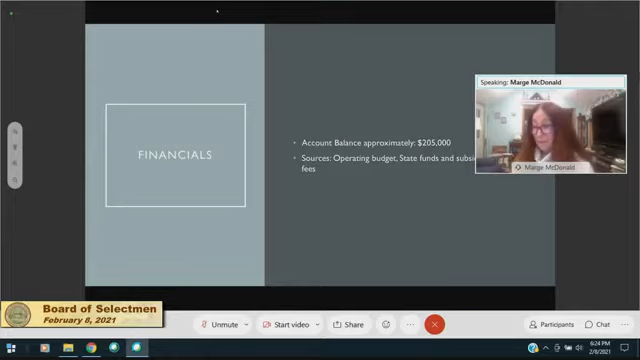 Speaking: Marge McDonald
Marge McDonald
FINANCIALS
• Account Balance approximately: $205,000
• Sources: Operating budget, State funds and
fees
Board of Selectmen
February 8, 2021
Unmute
Start video
Share
Participants
Chat
6:24 PM
2/8/2021